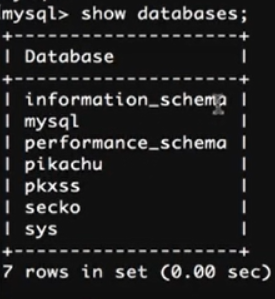 mysql> show databases;
+--------------------+
| Database           |
+--------------------+
| information_schema |
| mysql              |
| performance_schema |
| pikachu            |
| pkxss              |
| secko              |
| sys                |
+--------------------+
7 rows in set (0.00 sec)